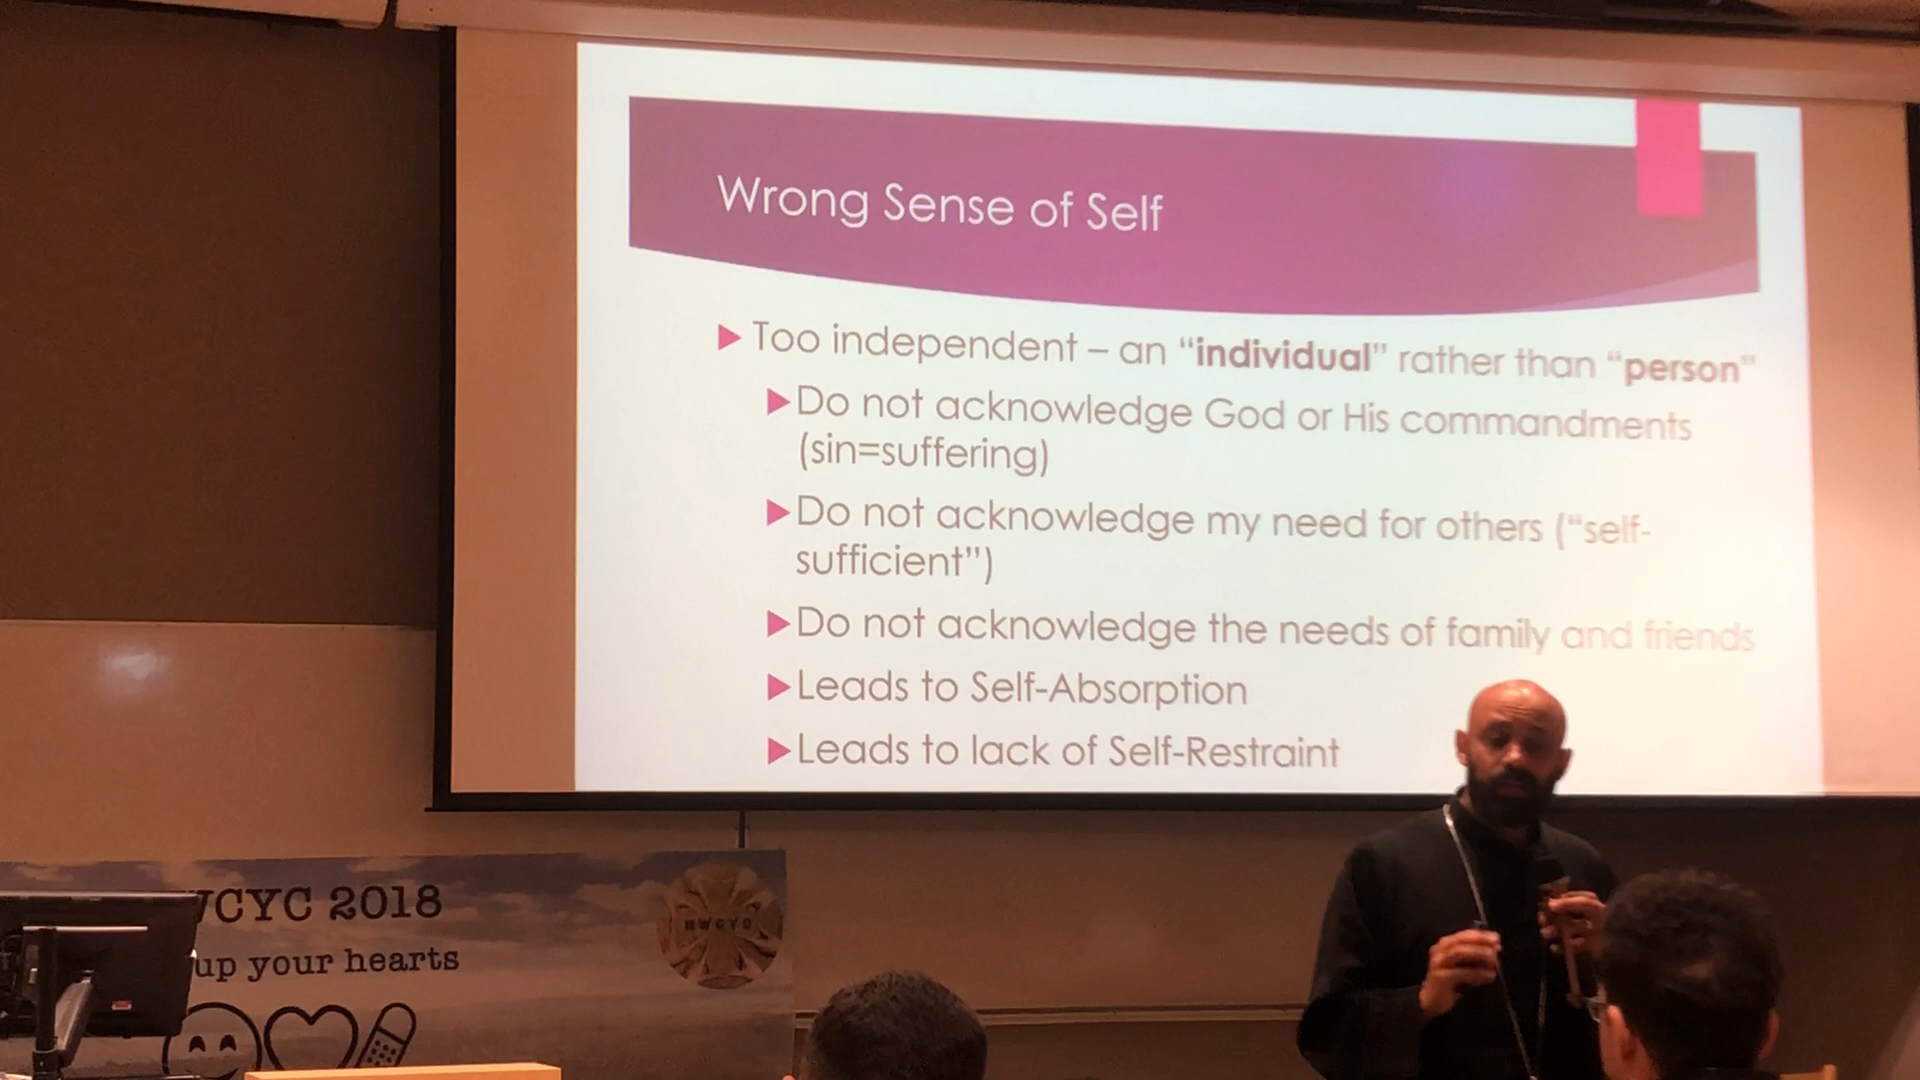 Wrong Sense of Self
Too independent – an “individual” rather than “person”
Do not acknowledge God or His commandments
(sin=suffering)
Do not acknowledge my need for others (“self-
sufficient”)
Do not acknowledge the needs of family and friends
Leads to Self-Absorption
Leads to lack of Self-Restraint
CYC 2018
up your hearts
NWCYC